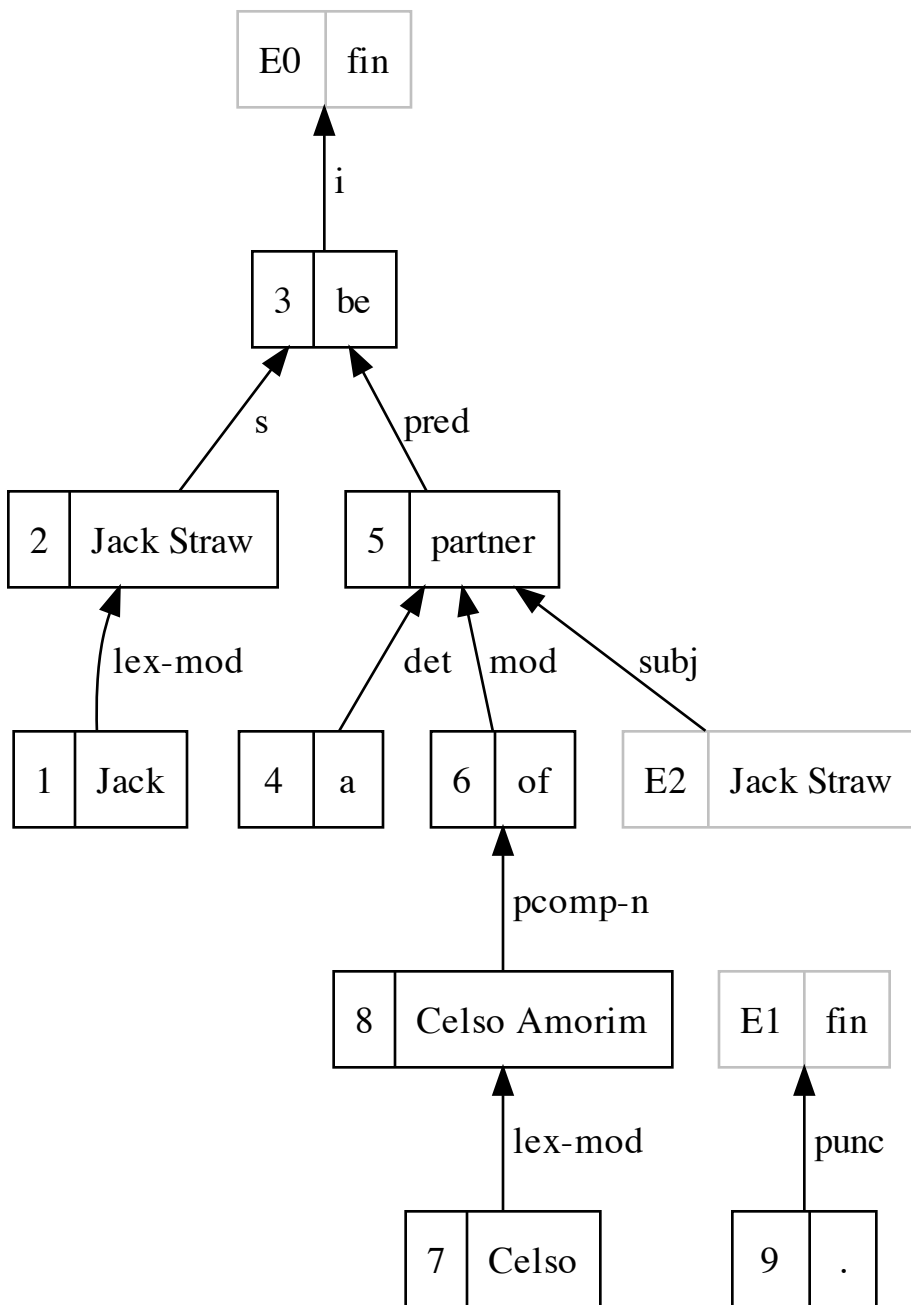 E0 fin
i
3 be
s pred
2 Jack Straw 5 partner
lex-mod det mod subj
1 Jack 4 a 6 of E2 Jack Straw
pcomp-n
8 Celso Amorim E1 fin
lex-mod punc
7 Celso 9 .